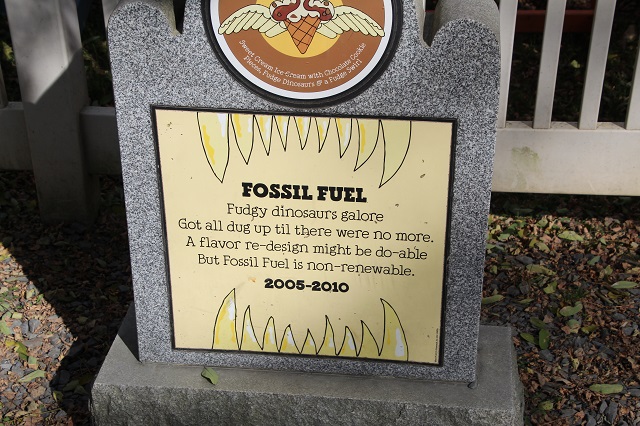 Sweet Cream Ice Cream with Chocolate Cookie
Pieces, Fudge Dinosaurs & a Fudge Swirl
FOSSIL FUEL
Fudgy dinosaurs galore
Got all dug up til there were no more.
A flavor re-design might be do-able
But Fossil Fuel is non-renewable.
2005-2010